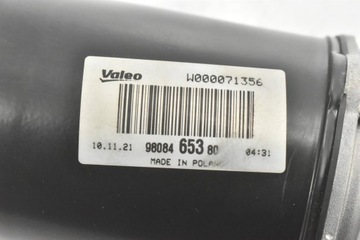 Valeo W000071356
10.11.21 98084 653 80 04:31
MADE IN POLAND